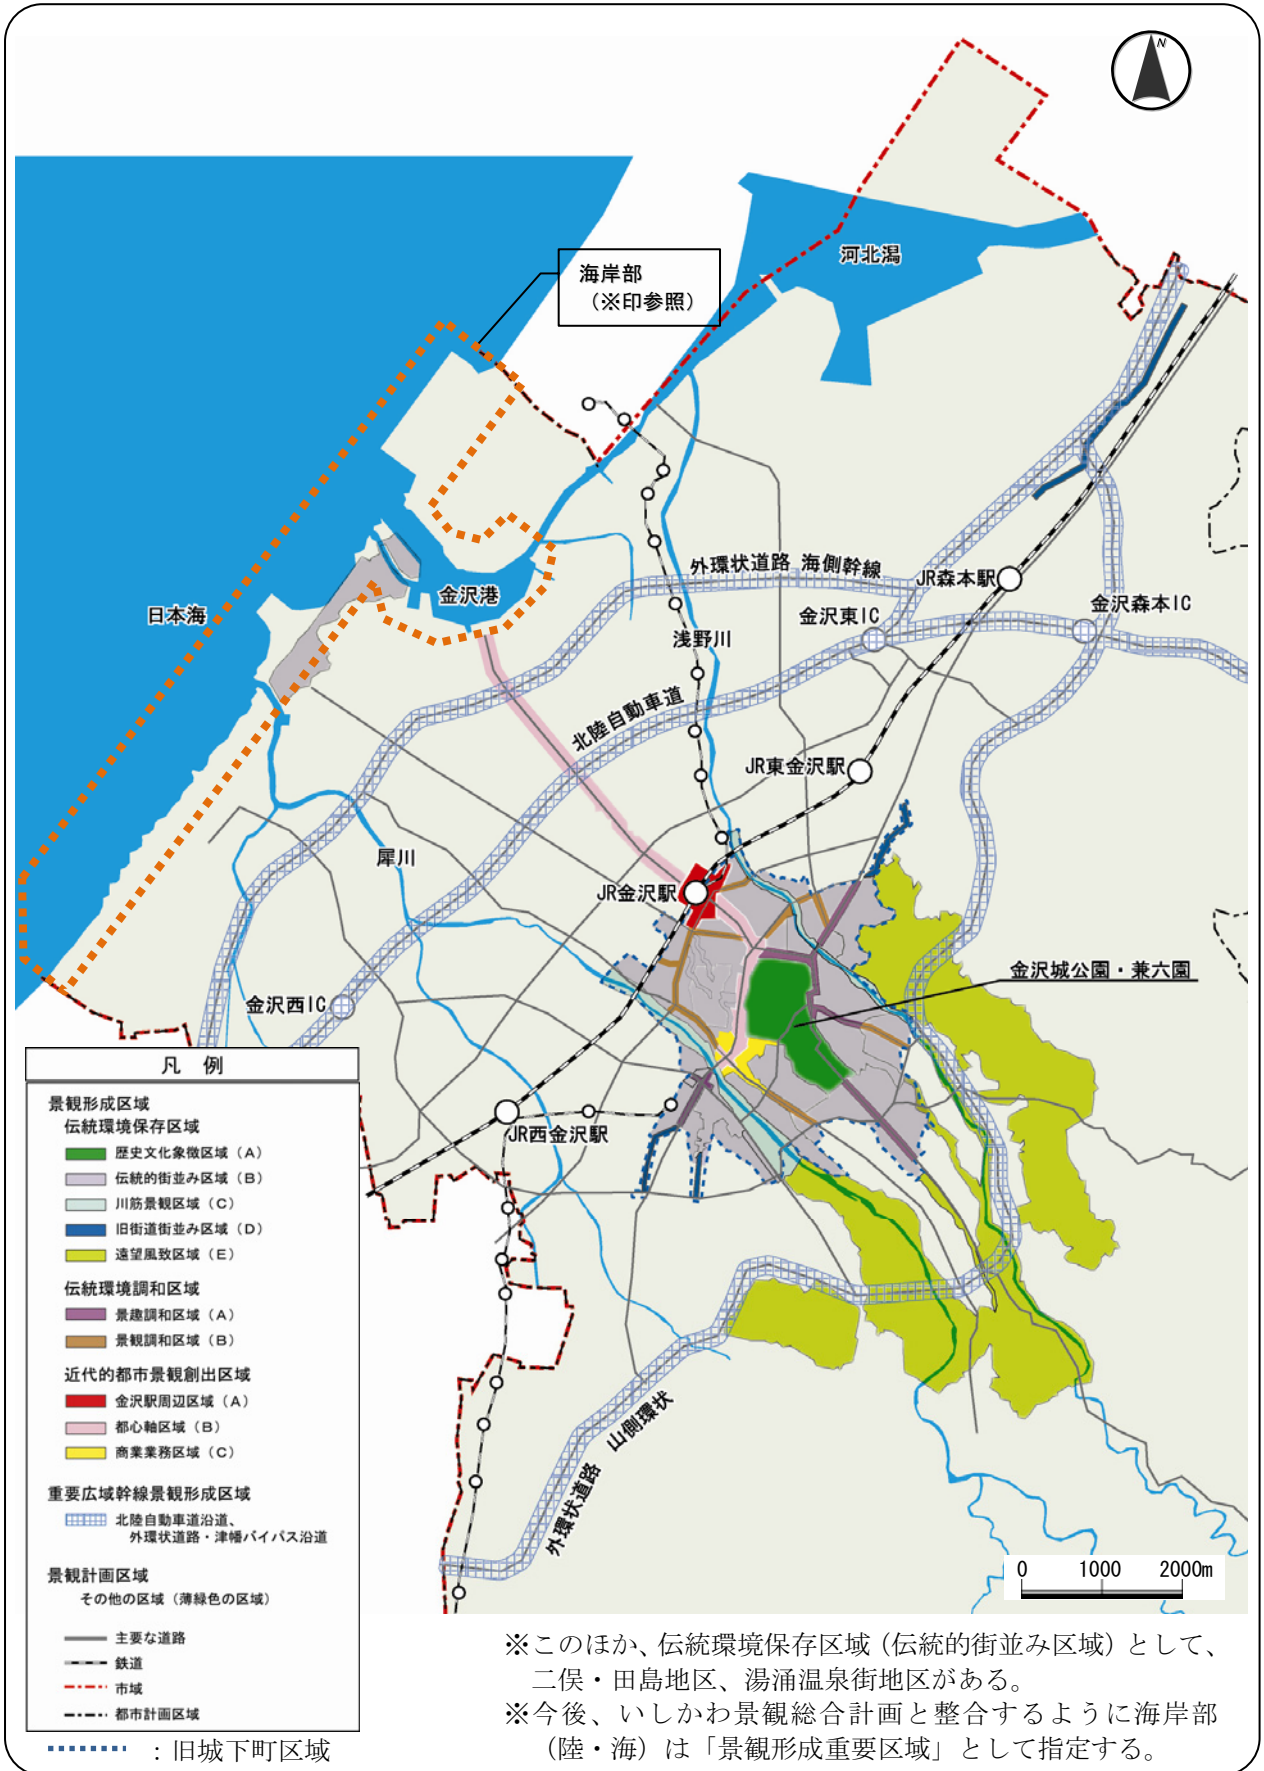 N
河北潟
海岸部
（※印参照）
外環状道路 海側幹線
JR森本駅
金沢港
日本海
金沢東IC
金沢森本IC
浅野川
北陸自動車道
JR東金沢駅
犀川
JR金沢駅
金沢城公園・兼六園
金沢西IC
JR西金沢駅
外環状道路 山側環状
凡 例
景観形成区域
伝統環境保存区域
歴史文化象徴区域（A）
伝統的街並み区域（B）
川筋景観区域（C）
旧街道街並み区域（D）
遠望風致区域（E）
伝統環境調和区域
景趣調和区域（A）
景観調和区域（B）
近代的都市景観創出区域
金沢駅周辺区域（A）
都心軸区域（B）
商業業務区域（C）
重要広域幹線景観形成区域
北陸自動車道沿道、
外環状道路・津幡バイパス沿道
景観計画区域
その他の区域（薄緑色の区域）
主要な道路
鉄道
市域
都市計画区域
：旧城下町区域
0 1000 2000m
※このほか、伝統環境保存区域（伝統的街並み区域）として、
二俣・田島地区、湯涌温泉街地区がある。
※今後、いしかわ景観総合計画と整合するように海岸部
（陸・海）は「景観形成重要区域」として指定する。